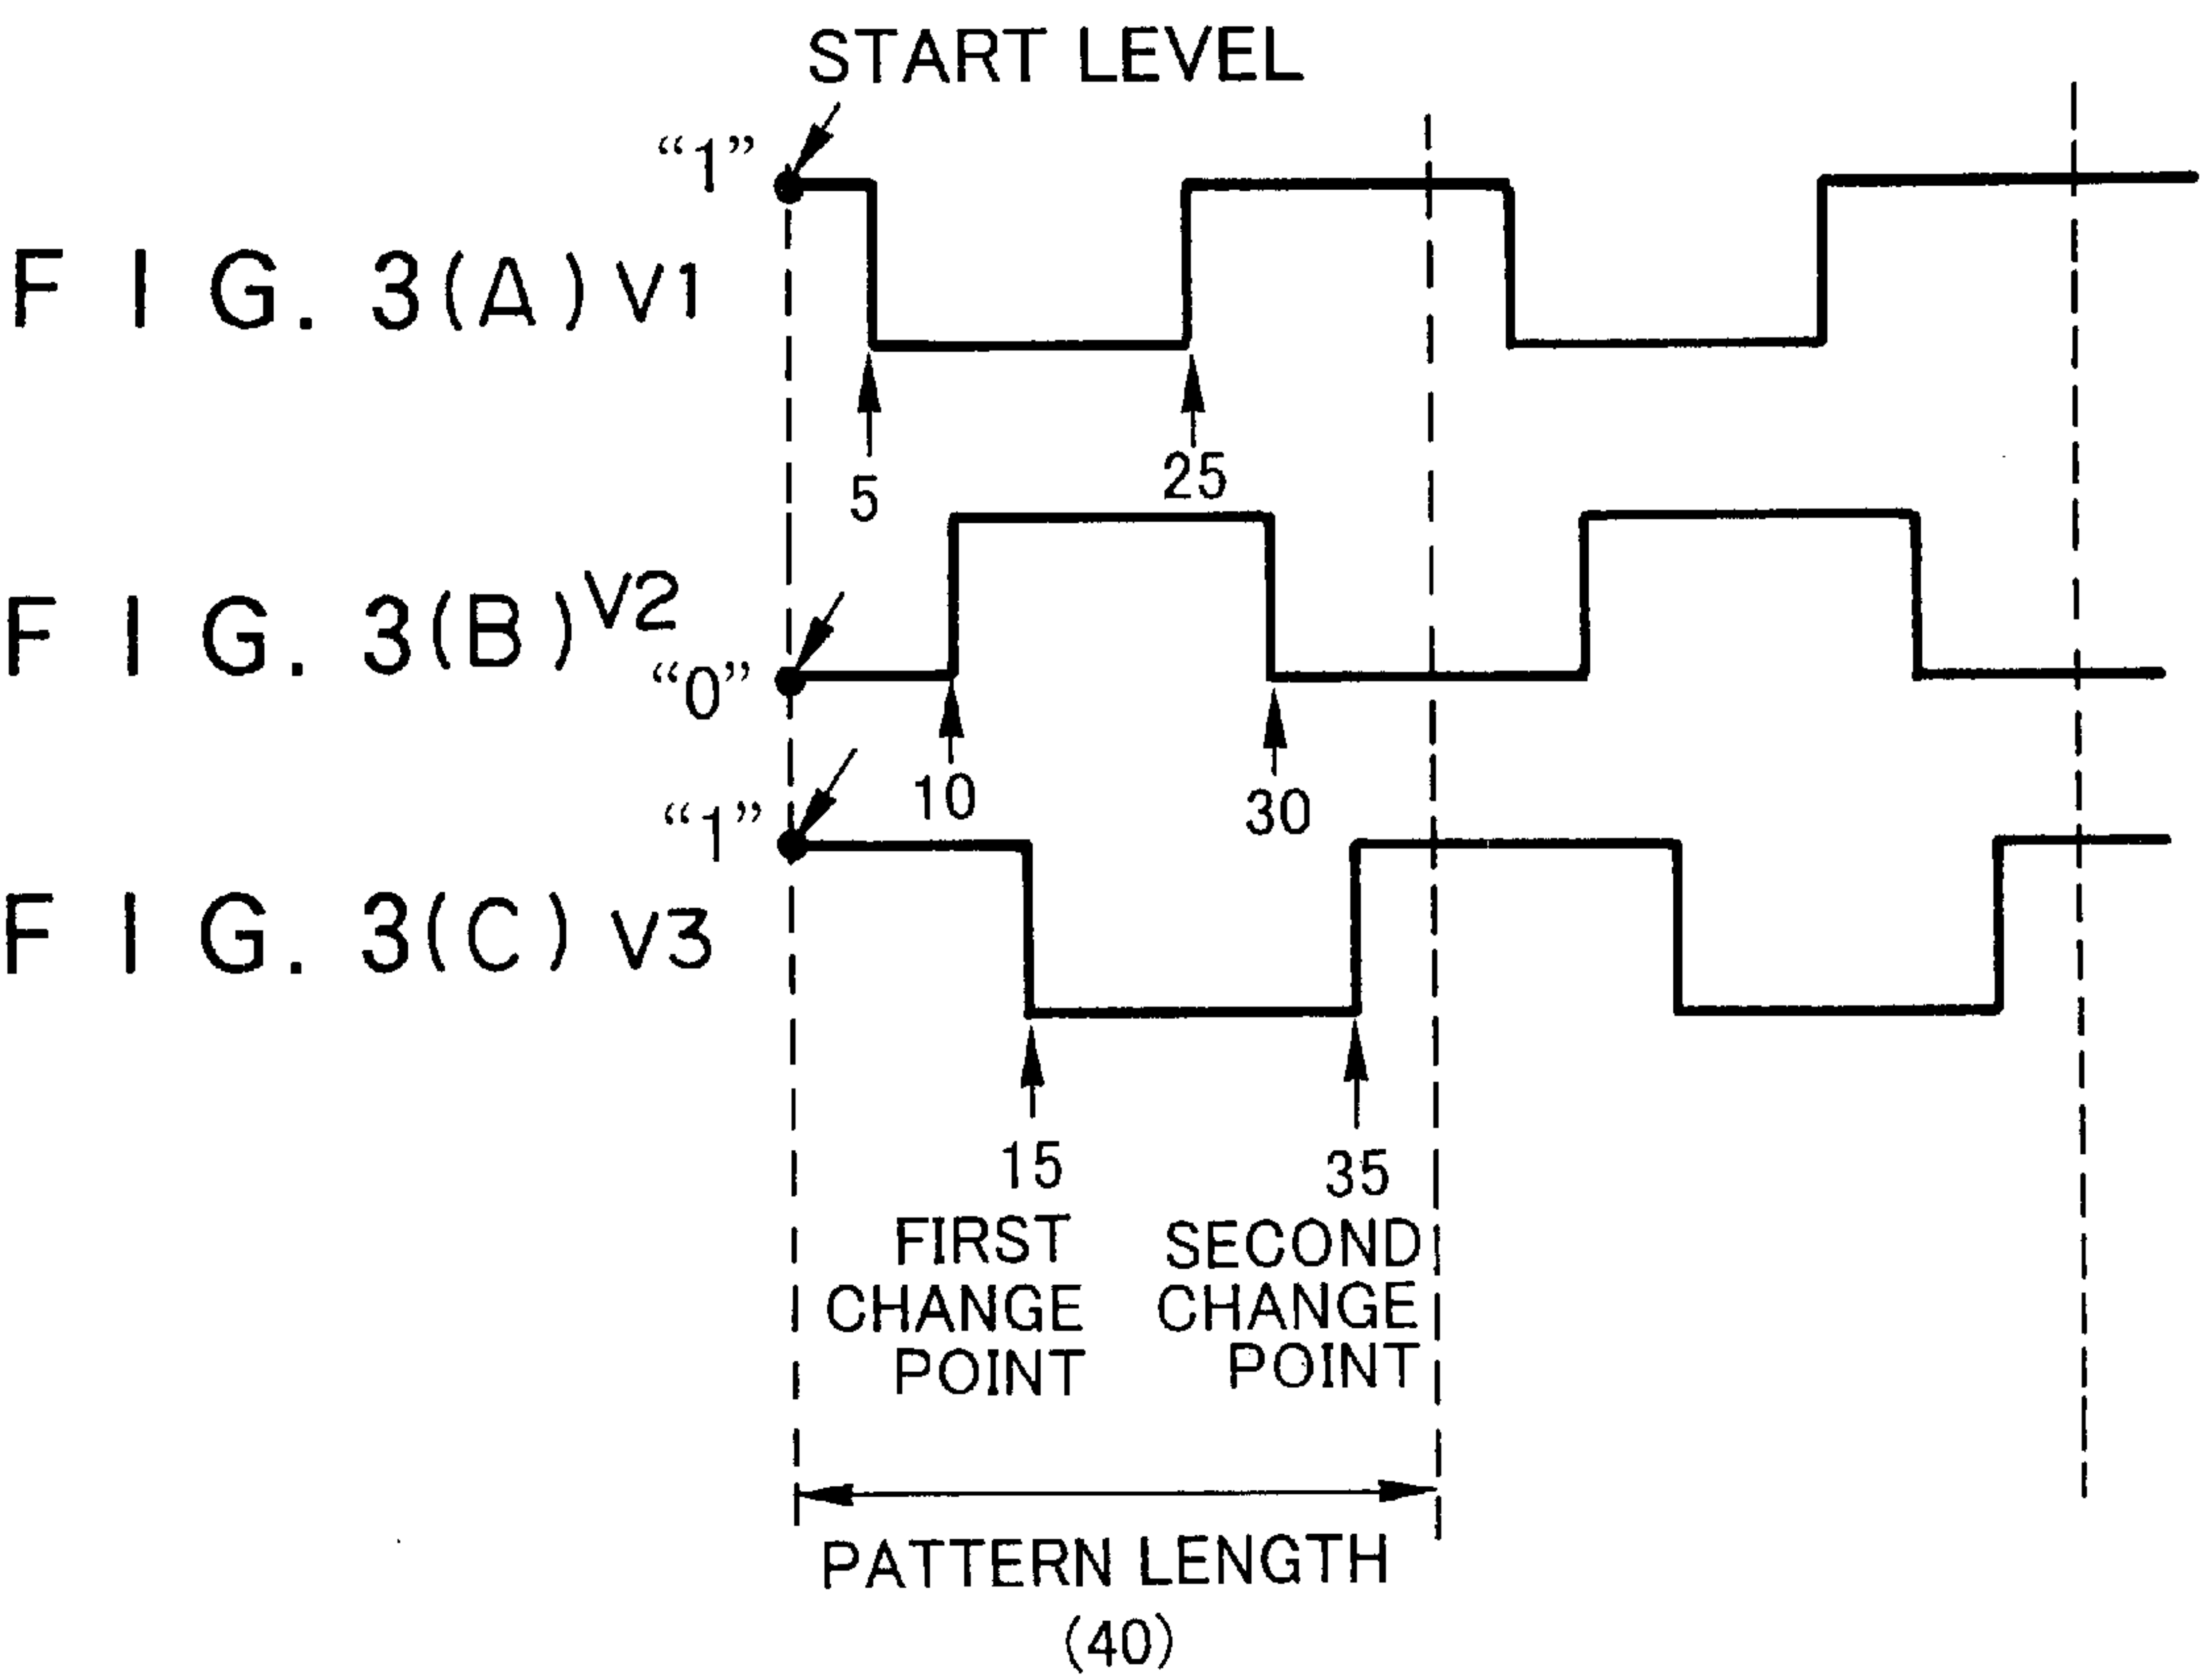 START LEVEL
“1”
F I G. 3(A) V1
5
25
F I G. 3(B) V2
“0”
10
30
“1”
F I G. 3(C) V3
15
35
FIRST
CHANGE
POINT
SECOND
CHANGE
POINT
PATTERN LENGTH
(40)